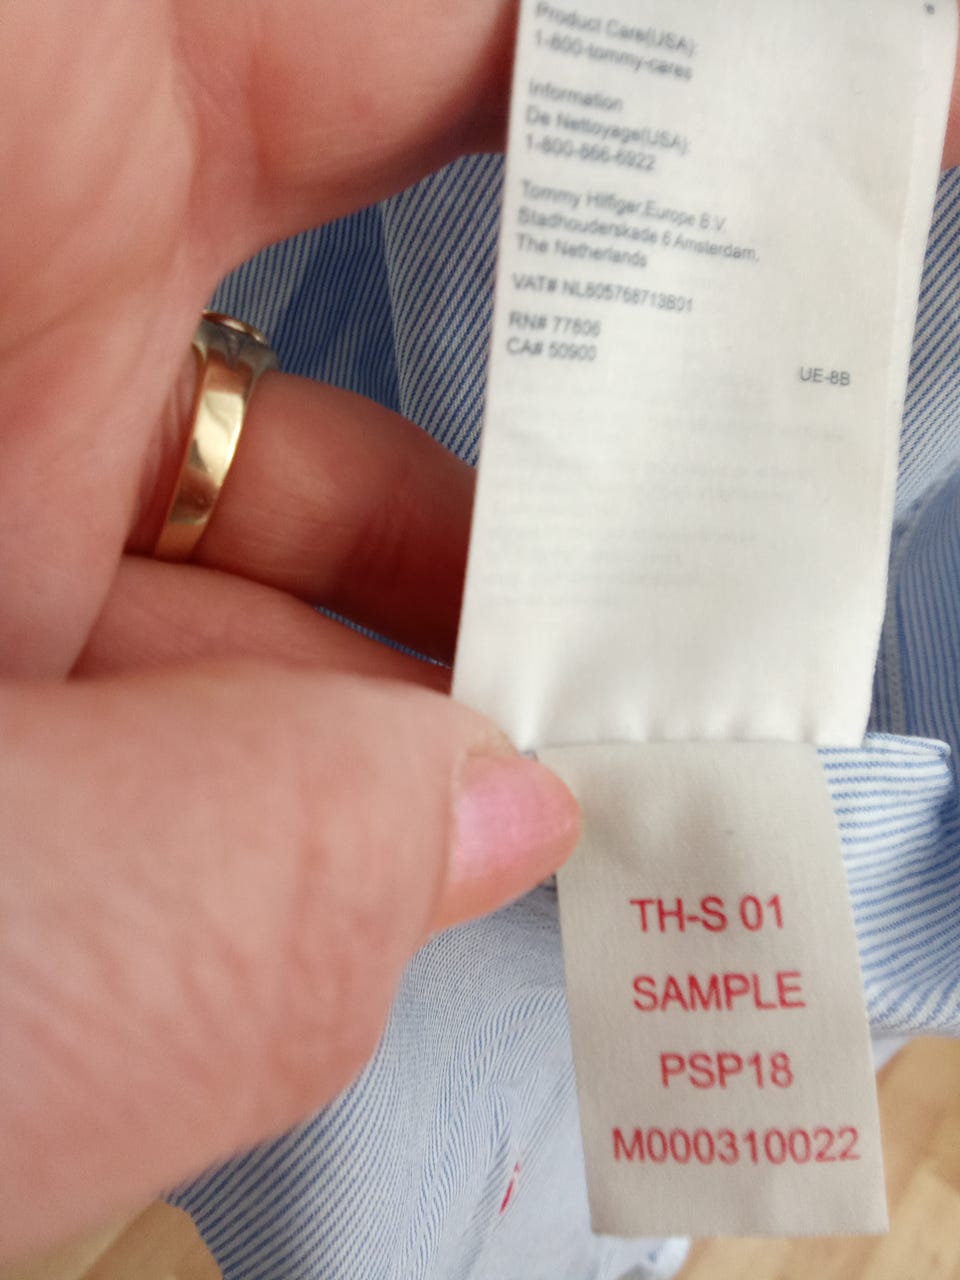 Product Care(USA):
1-800-tommy-cares
Information
De Nettoyage(USA):
1-800-866-6922
Tommy Hilfiger Europe B.V.
Stadhouderskade 6 Amsterdam,
The Netherlands
VAT# NL805768713B01
RN# 77806
CA# 50900
UE-8B
TH-S 01
SAMPLE
PSP18
M000310022